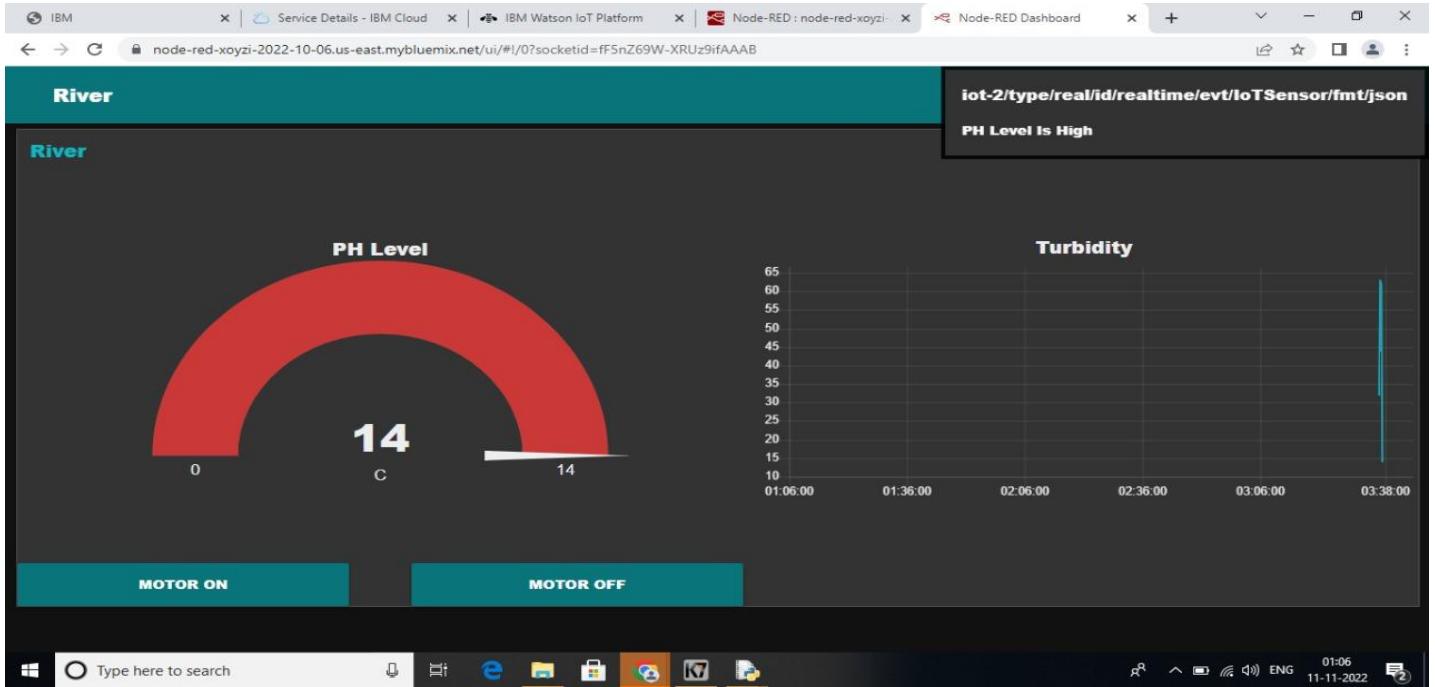 IBM
Service Details - IBM Cloud
IBM Watson IoT Platform
Node-RED : node-red-xoyzi-
Node-RED Dashboard
node-red-xoyzi-2022-10-06.us-east.mybluemix.net/ui/#!/0?socketid=fF5nZ69W-XRUz9ifAAAB
River
iot-2/type/real/id/realtime/evt/IoTSensor/fmt/json
PH Level Is High
River
PH Level
14
C
0
14
Turbidity
65
60
55
50
45
40
35
30
25
20
15
10
01:06:00 01:36:00 02:06:00 02:36:00 03:06:00 03:38:00
MOTOR ON
MOTOR OFF
Type here to search
K7
ENG
01:06
11-11-2022
2